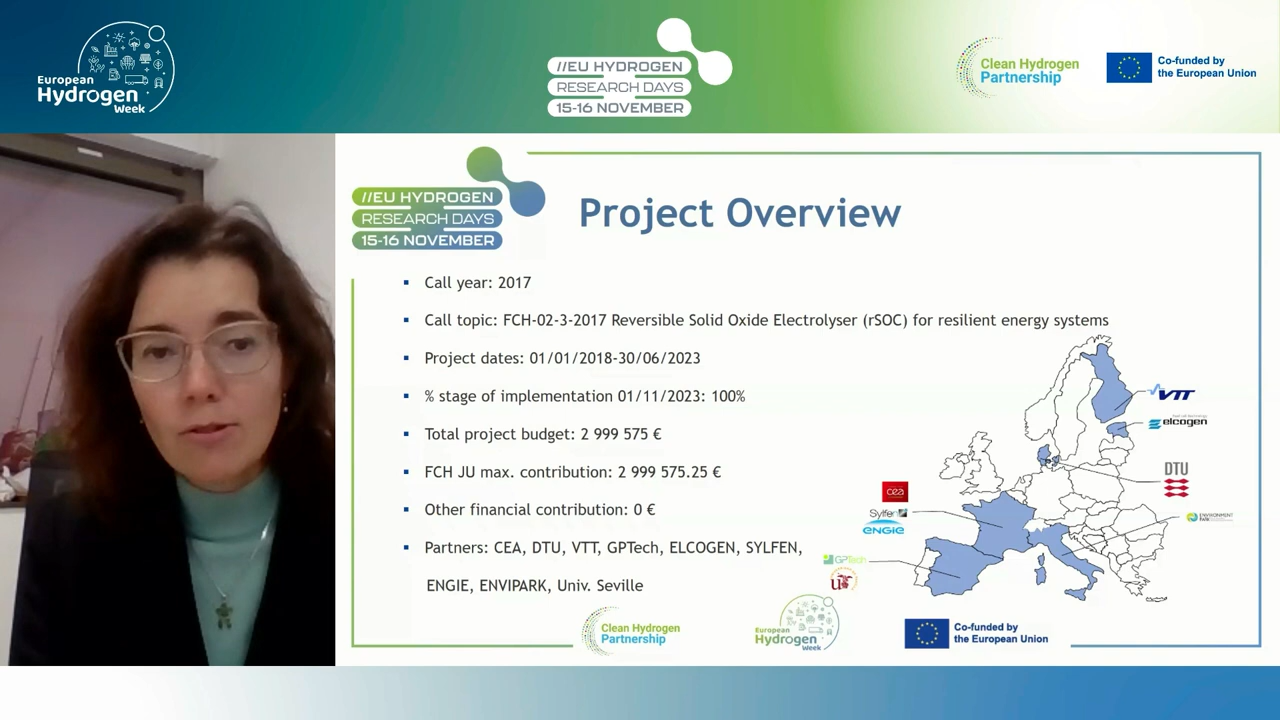 European
Hydrogen
Week
//EU HYDROGEN
RESEARCH DAYS
15-16 NOVEMBER
Clean Hydrogen
Partnership
Co-funded by
the European Union
//EU HYDROGEN
RESEARCH DAYS
15-16 NOVEMBER
Project Overview
▪ Call year: 2017
▪ Call topic: FCH-02-3-2017 Reversible Solid Oxide Electrolyser (rSOC) for resilient energy systems
▪ Project dates: 01/01/2018-30/06/2023
▪ % stage of implementation 01/11/2023: 100%
▪ Total project budget: 2 999 575 €
▪ FCH JU max. contribution: 2 999 575.25 €
▪ Other financial contribution: 0 €
▪ Partners: CEA, DTU, VTT, GPTech, ELCOGEN, SYLFEN,
ENGIE, ENVIPARK, Univ. Seville
VTT
elcogen
DTU
cea
Sylfen
ENGIE
ENVIRONMENT
PARK
GPTech
Clean Hydrogen
Partnership
European
Hydrogen
Week
Co-funded by
the European Union